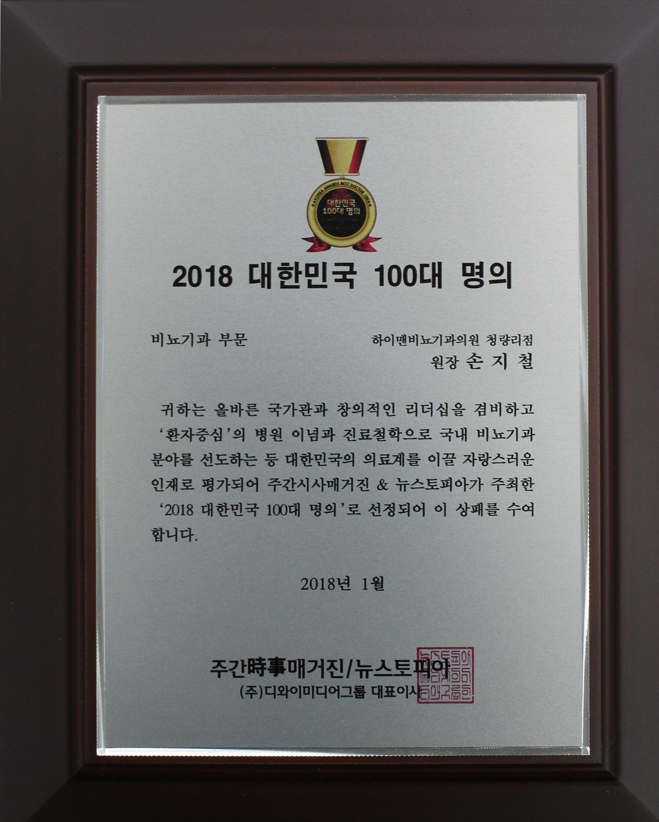 대한민국
100대 명의
2018 대한민국 100대 명의
비뇨기과 부문
하이맨비뇨기과의원 청량리점
원장 손 지 철
귀하는 올바른 국가관과 창의적인 리더십을 겸비하고
‘환자중심’의 병원 이념과 진료철학으로 국내 비뇨기과
분야를 선도하는 등 대한민국의 의료계를 이끌 자랑스러운
인재로 평가되어 주간시사매거진 & 뉴스토피아가 주최한
‘2018 대한민국 100대 명의’로 선정되어 이 상패를 수여
합니다.
2018년 1월
주간時事매거진/뉴스토피아
(주)디와이미디어그룹 대표이사